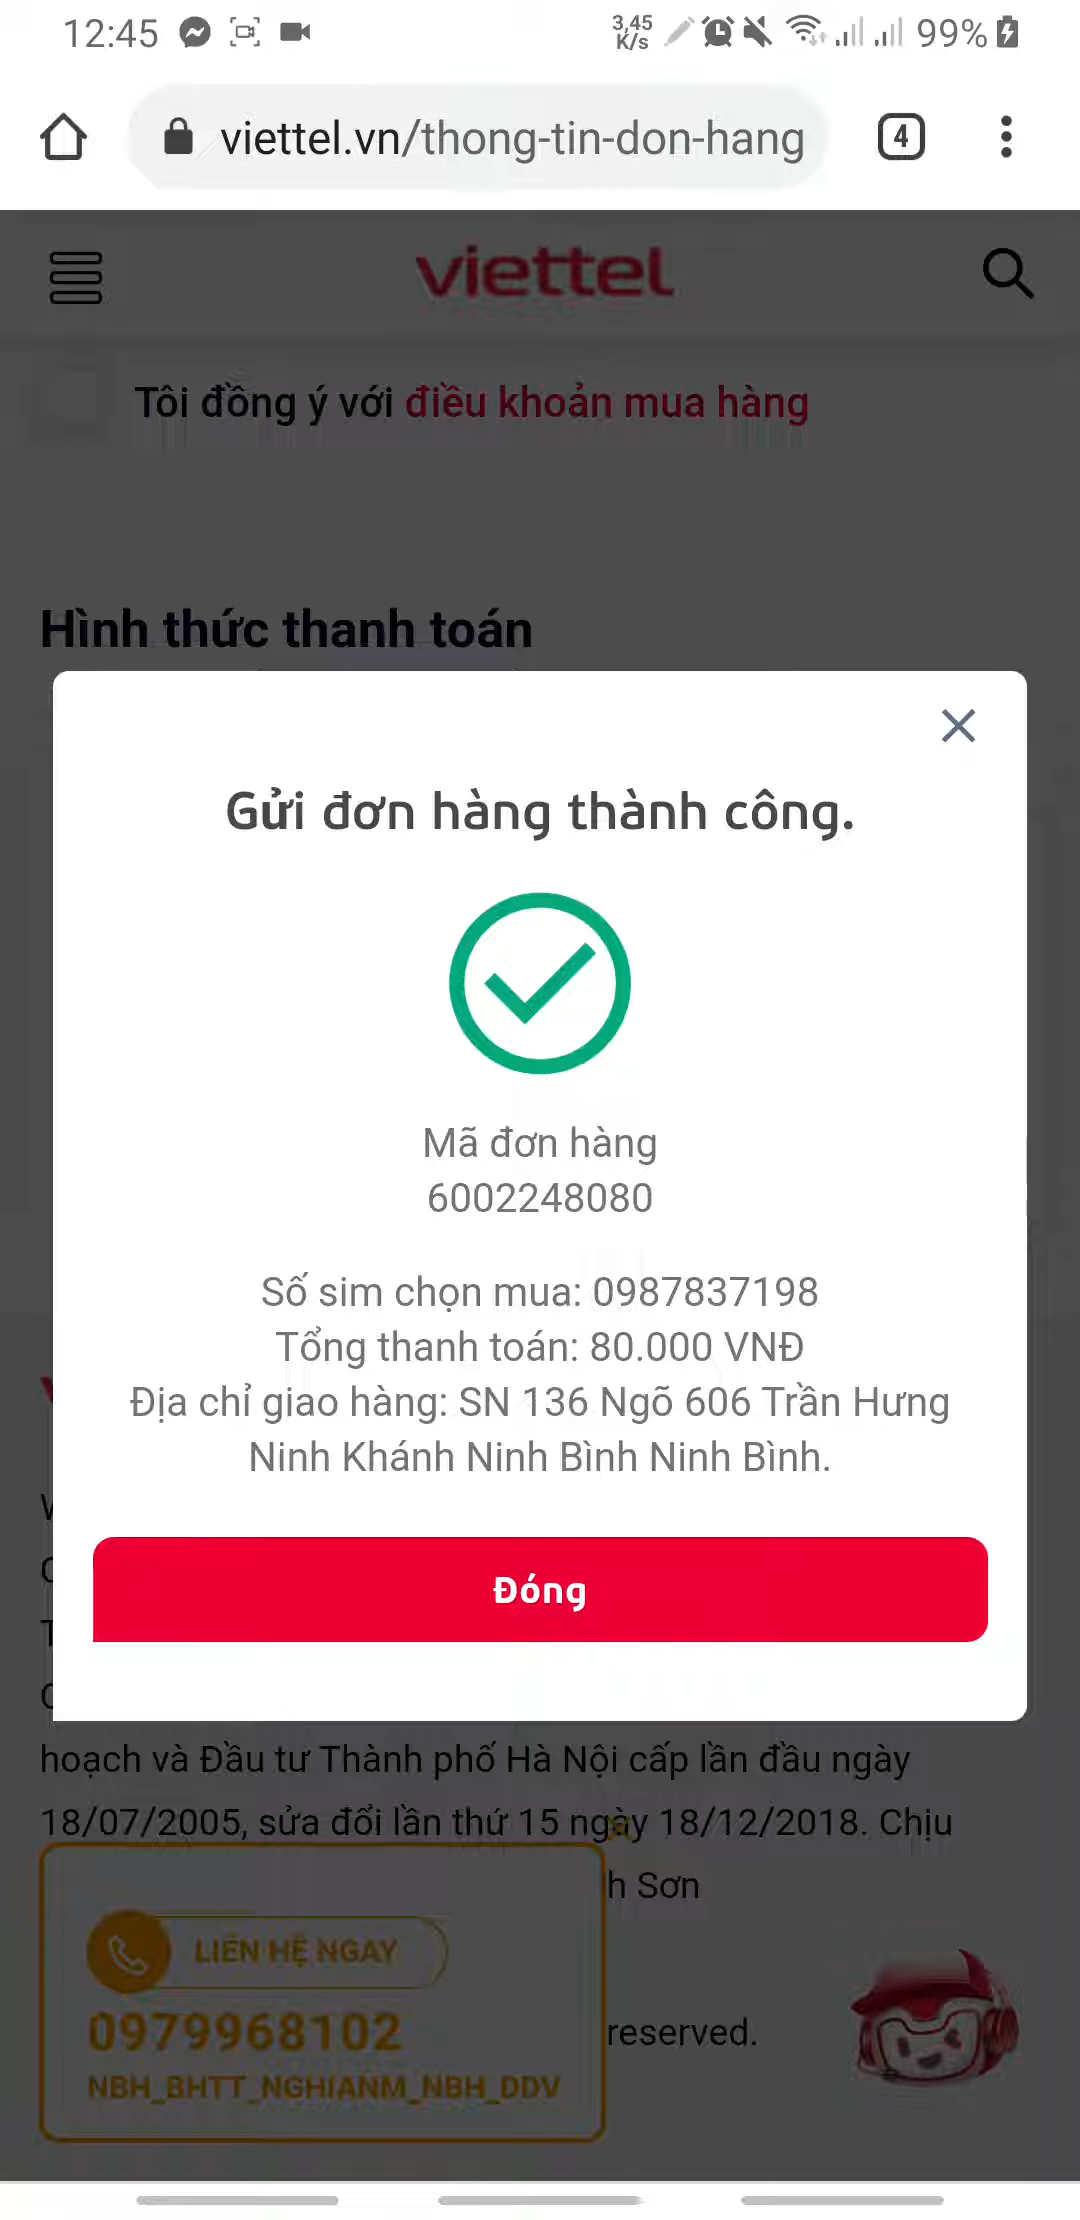 12:45
3,45
K/s
99%
viettel.vn/thong-tin-don-hang
4
viettel
Tôi đồng ý với điều khoản mua hàng
Hình thức thanh toán
Gửi đơn hàng thành công.
Mã đơn hàng
6002248080
Số sim chọn mua: 0987837198
Tổng thanh toán: 80.000 VNĐ
Địa chỉ giao hàng: SN 136 Ngõ 606 Trần Hưng
Ninh Khánh Ninh Bình Ninh Bình.
Đóng
hoạch và Đầu tư Thành phố Hà Nội cấp lần đầu ngày
18/07/2005, sửa đổi lần thứ 15 ngày 18/12/2018. Chịu
h Sơn
LIÊN HỆ NGAY
0979968102
reserved.
NBH_BHTT_NGHIANM_NBH_DDV